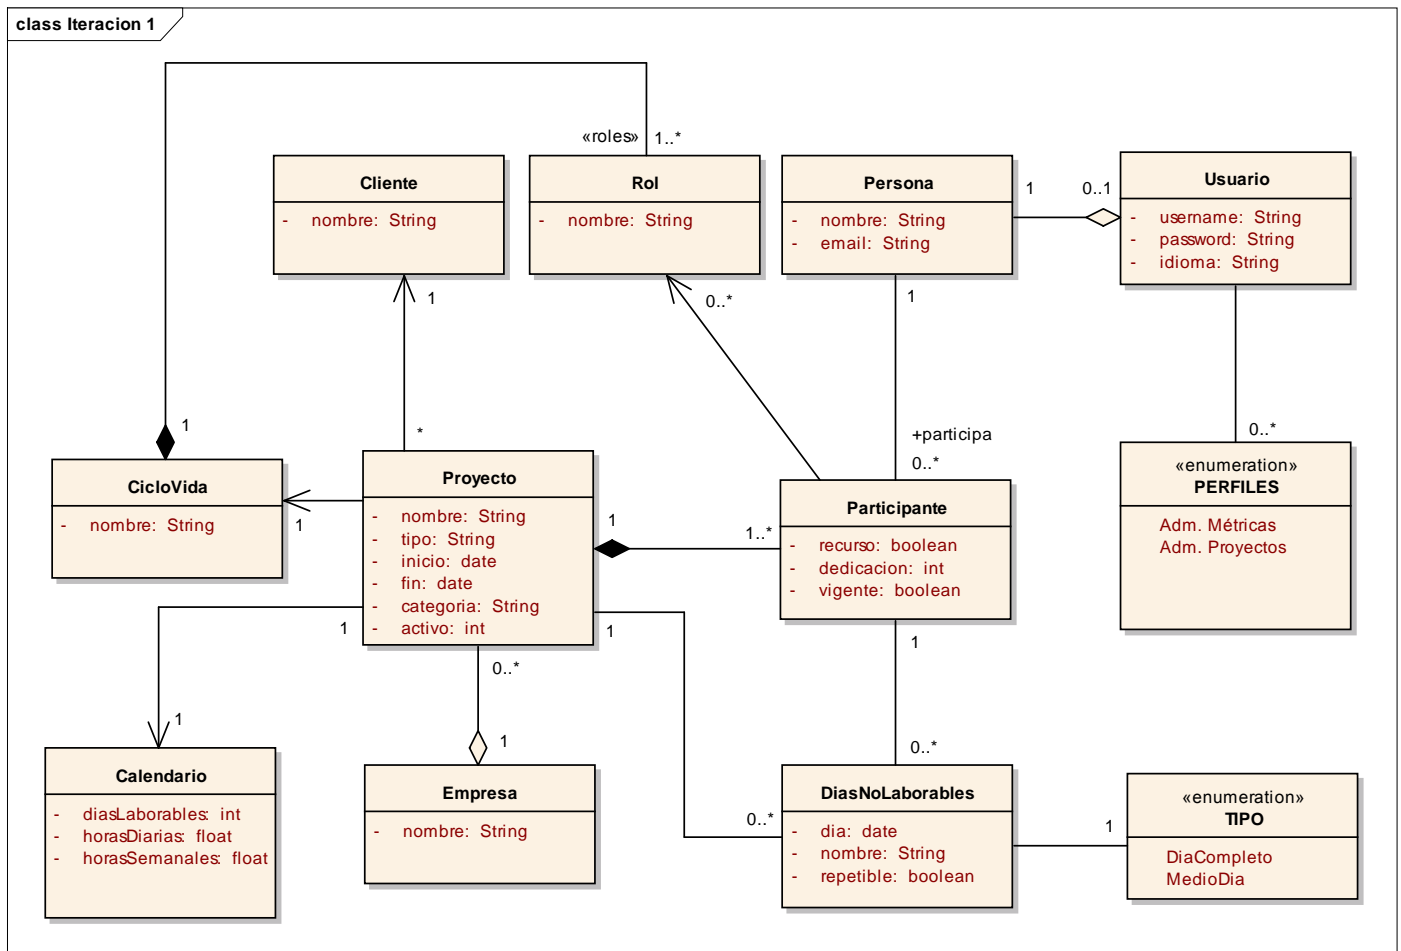 class Iteracion 1
«roles»
1..*
Cliente
- nombre: String
Rol
- nombre: String
Persona
- nombre: String
- email: String
1
0..1
Usuario
- username: String
- password: String
- idioma: String
1
0..*
1
1
*
+participa
0..*
0..*
CicloVida
- nombre: String
1
Proyecto
- nombre: String
- tipo: String
- inicio: date
- fin: date
- categoria: String
- activo: int
1
1..*
Participante
- recurso: boolean
- dedicacion: int
- vigente: boolean
«enumeration»
PERFILES
Adm. Métricas
Adm. Proyectos
1
1
1
0..*
1
1
0..*
Calendario
- diasLaborables: int
- horasDiarias: float
- horasSemanales: float
Empresa
- nombre: String
0..*
DiasNoLaborables
- dia: date
- nombre: String
- repetible: boolean
1
«enumeration»
TIPO
DiaCompleto
MedioDia